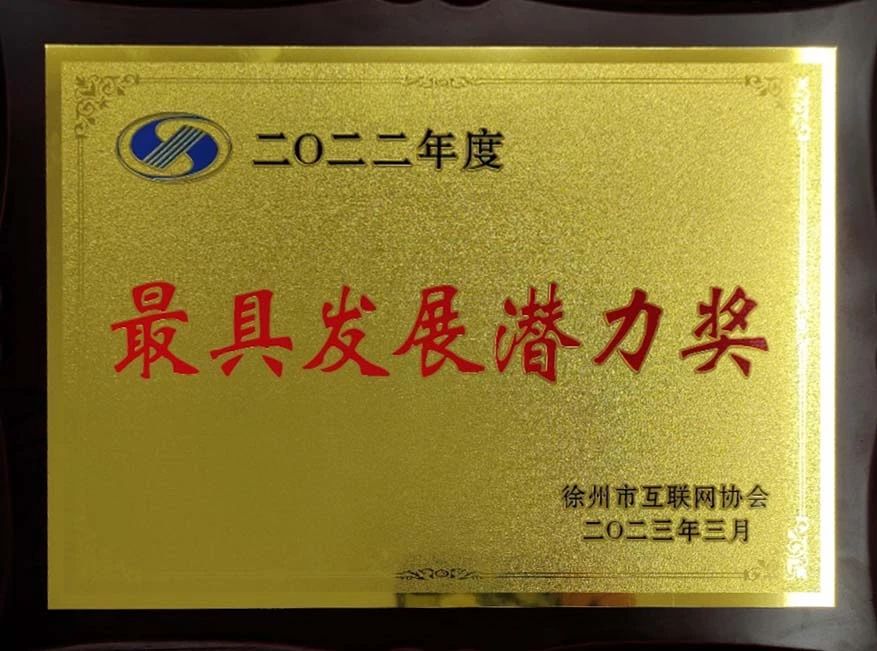 二〇二二年度
最具发展潜力奖
徐州市互联网协会
二〇二三年三月